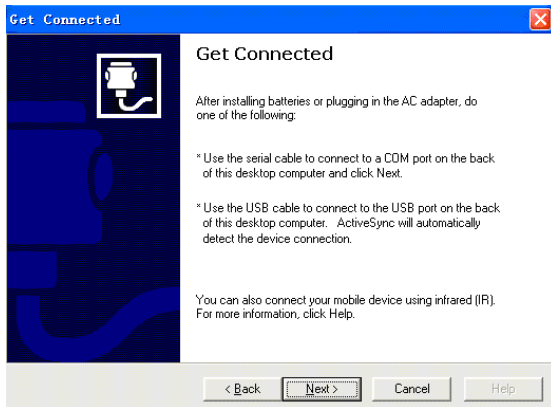 Get Connected
Get Connected
After installing batteries or plugging in the AC adapter, do
one of the following:
* Use the serial cable to connect to a COM port on the back
of this desktop computer and click Next.
* Use the USB cable to connect to the USB port on the back
of this desktop computer. ActiveSync will automatically
detect the device connection.
You can also connect your mobile device using infrared (IR).
For more information, click Help.
< Back
Next >
Cancel
Help